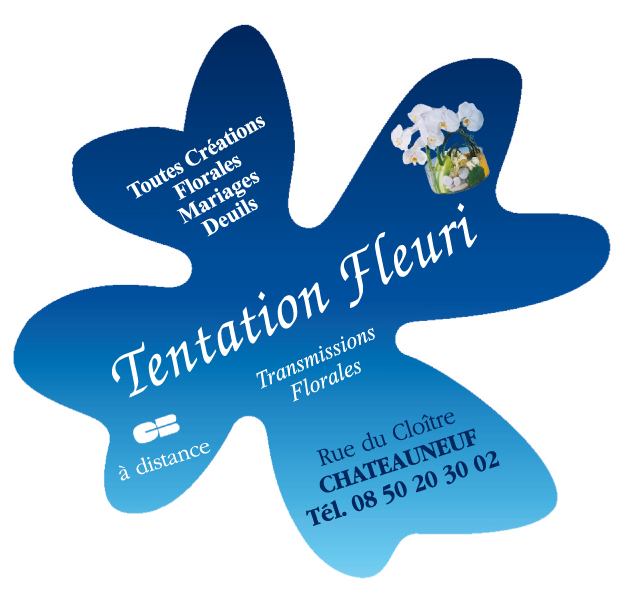 Toutes Créations
Florales
Mariages
Deuils
Tentation Fleuri
Transmissions
Florales
CB
à distance
Rue du Cloître
CHATEAUNEUF
Tél. 08 50 20 30 02